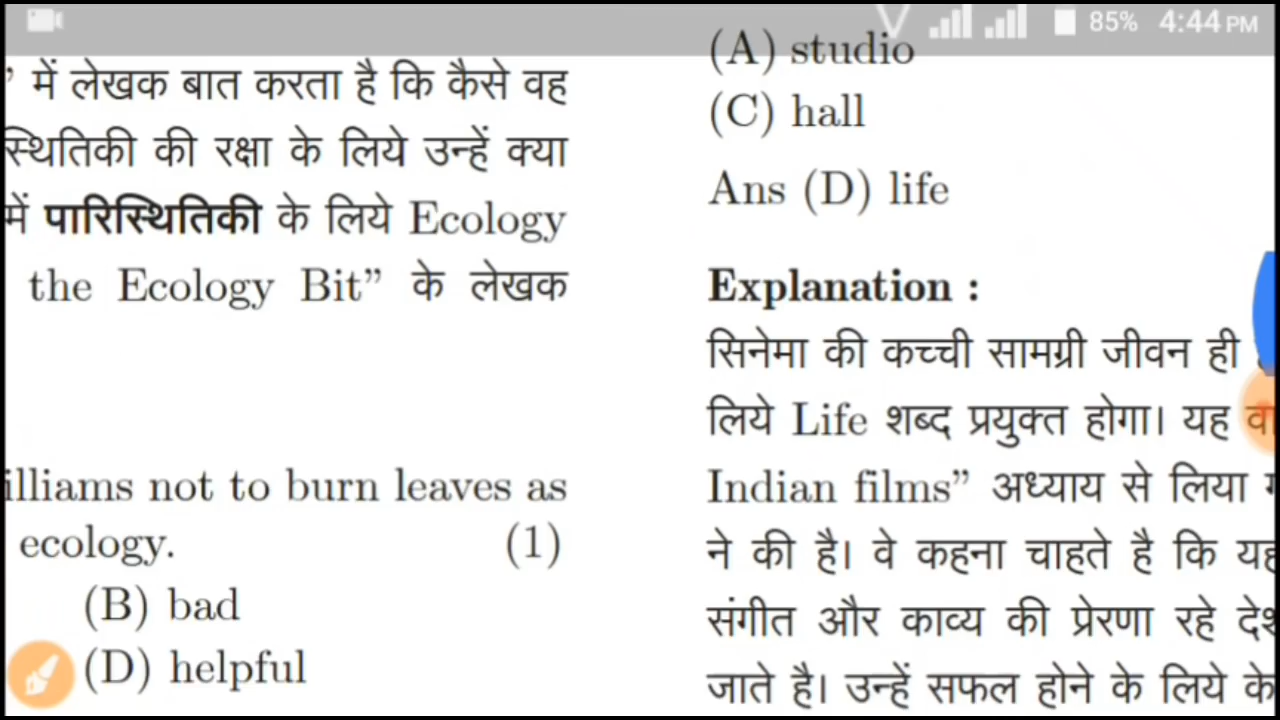 85% 4:44 PM
’ में लेखक बात करता है कि कैसे वह
स्थितिकी की रक्षा के लिये उन्हें क्या
में पारिस्थितिकी के लिये Ecology
the Ecology Bit” के लेखक
illiams not to burn leaves as
ecology. (1)
(B) bad
(D) helpful
(A) studio
(C) hall
Ans (D) life
Explanation :
सिनेमा की कच्ची सामग्री जीवन ही
लिये Life शब्द प्रयुक्त होगा। यह
Indian films” अध्याय से लिया
ने की है। वे कहना चाहते है कि यह
संगीत और काव्य की प्रेरणा रहे
जाते है। उन्हें सफल होने के लिये के